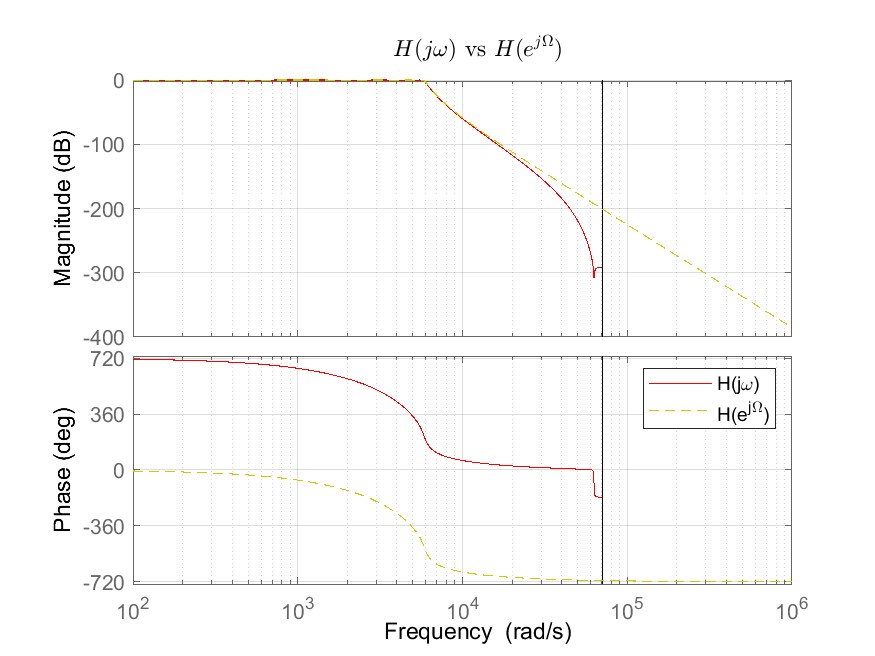 H(jω) vs H(e^{jΩ})
0
-100
-200
-300
-400
Magnitude (dB)
720
360
0
-360
-720
Phase (deg)
H(jω)
H(e^{jΩ})
10^2
10^3
10^4
10^5
10^6
Frequency (rad/s)